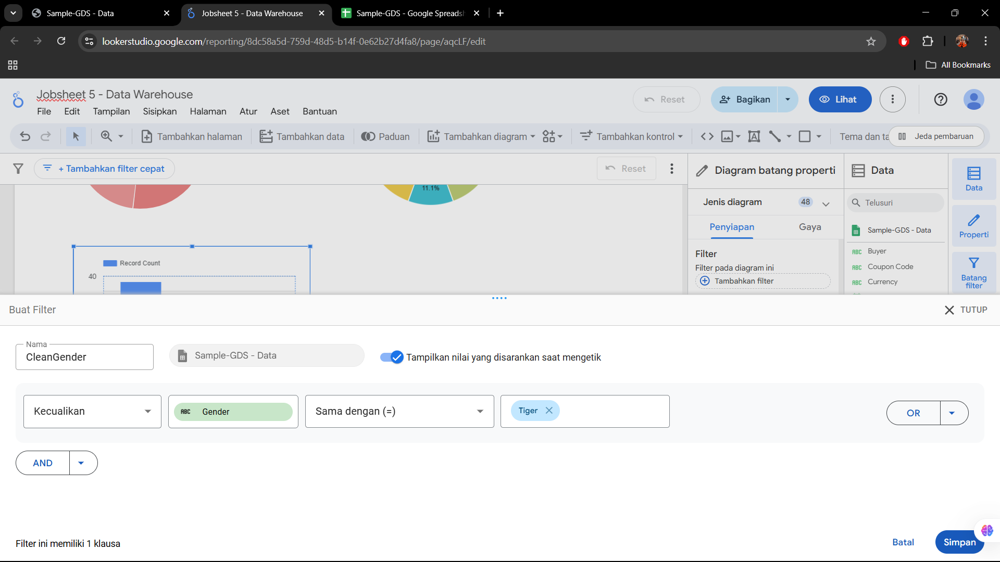 Sample-GDS - Data
Jobsheet 5 - Data Warehouse
Sample-GDS - Google Spreadsh
lookerstudio.google.com/reporting/8dc58a5d-759d-48d5-b14f-0e62b27d4fa8/page/aqcLF/edit
All Bookmarks
Jobsheet 5 - Data Warehouse
File Edit Tampilan Sisipkan Halaman Atur Aset Bantuan
Reset
Bagikan
Lihat
Tambahkan halaman
Tambahkan data
Paduan
Tambahkan diagram
Tambahkan kontrol
Tema dan ta
Jeda pembaruan
+ Tambahkan filter cepat
Reset
Diagram batang properti
Data
11.1%
Record Count
40
Jenis diagram 48
Penyiapan Gaya
Filter
Filter pada diagram ini
Tambahkan filter
Telusuri
Sample-GDS - Data
ABC Buyer
ABC Coupon Code
ABC Currency
Data
Properti
Batang
filter
Buat Filter
TUTUP
Nama
CleanGender
Sample-GDS - Data
Tampilkan nilai yang disarankan saat mengetik
Kecualikan
ABC Gender
Sama dengan (=)
Tiger
OR
AND
Filter ini memiliki 1 klausa
Batal
Simpan